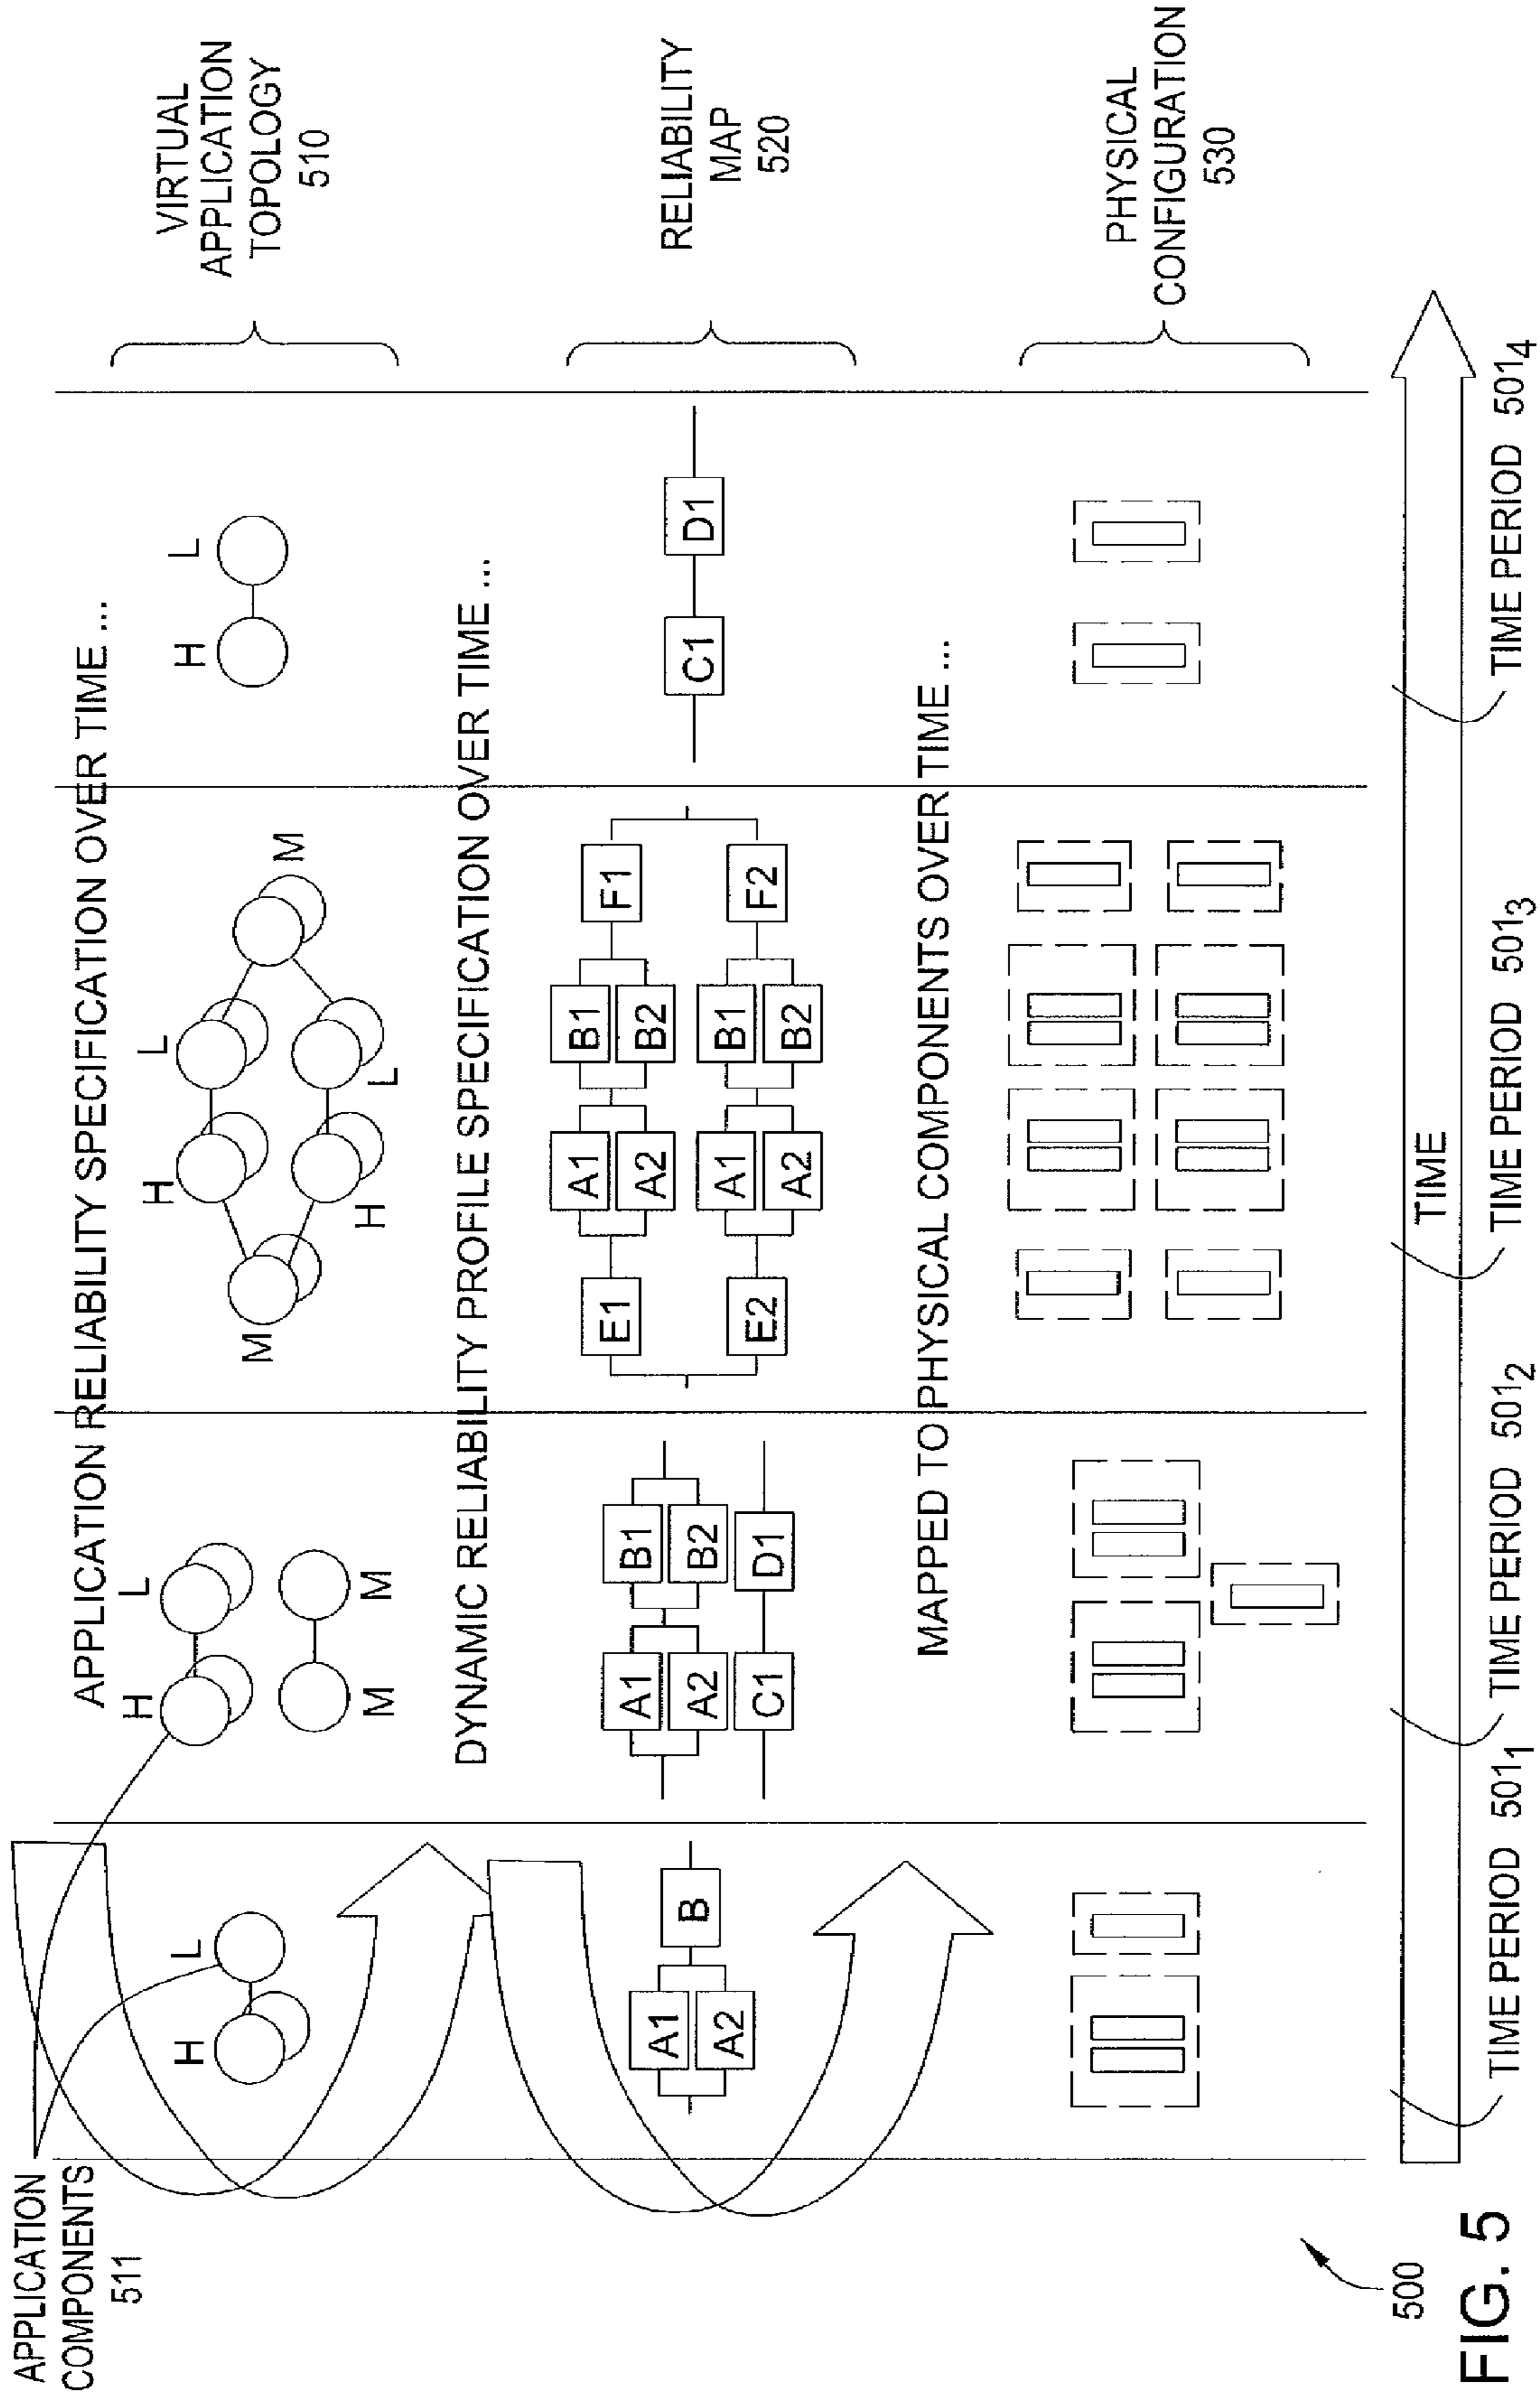 APPLICATION
COMPONENTS
511
APPLICATION RELIABILITY SPECIFICATION OVER TIME ...
H
L
H
L
M
M
M
H
L
H
L
M
H
L
VIRTUAL
APPLICATION
TOPOLOGY
510
DYNAMIC RELIABILITY PROFILE SPECIFICATION OVER TIME ...
A1
A2
B
A1
A2
B1
B2
C1
D1
E1
A1
A2
B1
B2
F1
E2
A1
A2
B1
B2
F2
C1
D1
RELIABILITY
MAP
520
MAPPED TO PHYSICAL COMPONENTS OVER TIME ...
PHYSICAL
CONFIGURATION
530
TIME
TIME PERIOD 501₁
TIME PERIOD 501₂
TIME PERIOD 501₃
TIME PERIOD 501₄
500
FIG. 5